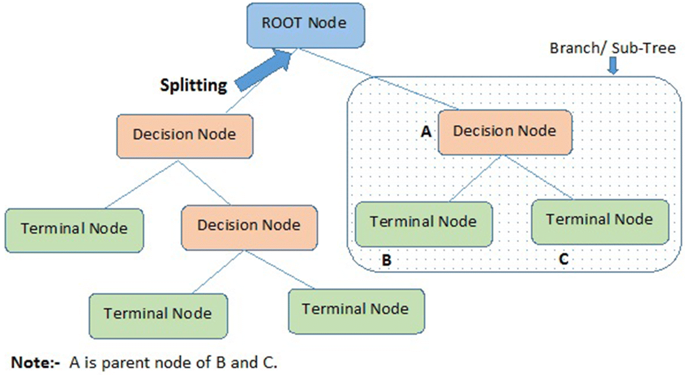 ROOT Node
Branch/ Sub-Tree
Splitting
Decision Node
A
Decision Node
Terminal Node
Decision Node
Terminal Node
Terminal Node
B
C
Terminal Node
Terminal Node
Note:- A is parent node of B and C.